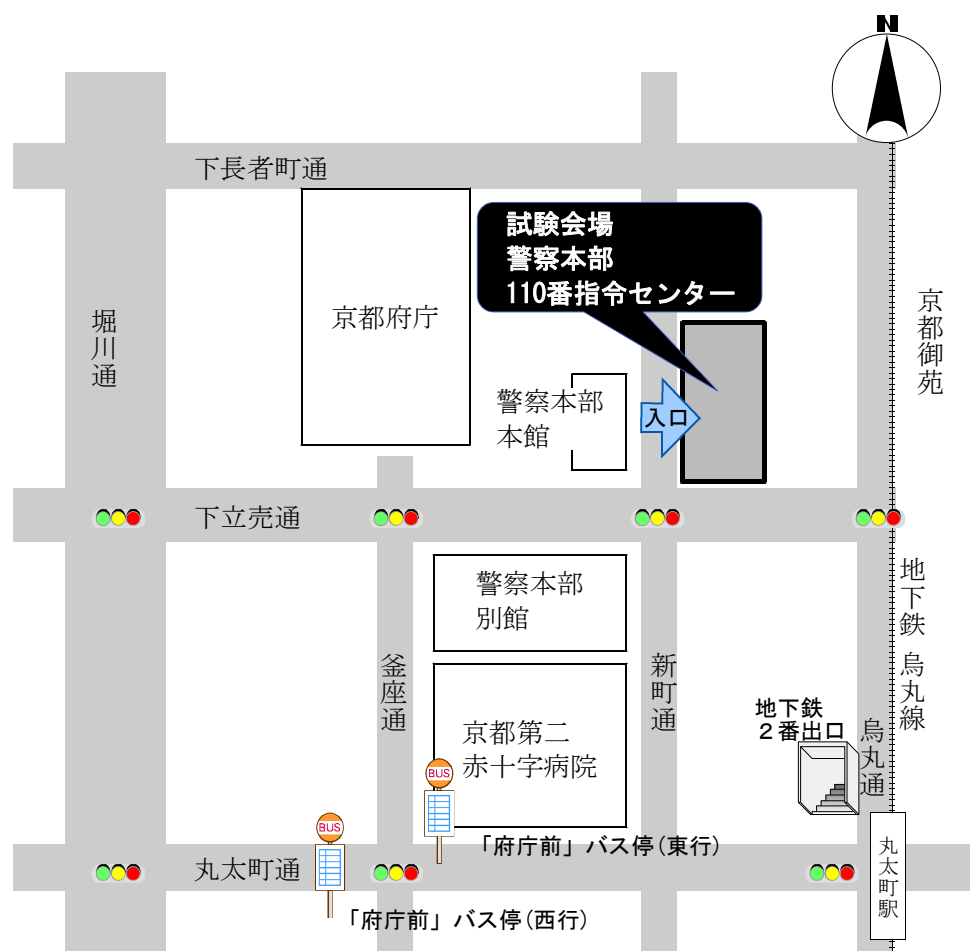 N
下長者町通
試験会場
警察本部
110番指令センター
京都府庁
堀川通
京都御苑
警察本部
本館
入口
下立売通
警察本部
別館
地下鉄 烏丸線
釜座通
新町通
地下鉄
2番出口
烏丸通
京都第二
赤十字病院
BUS
「府庁前」バス停(東行)
BUS
丸太町通
丸太町駅
「府庁前」バス停(西行)